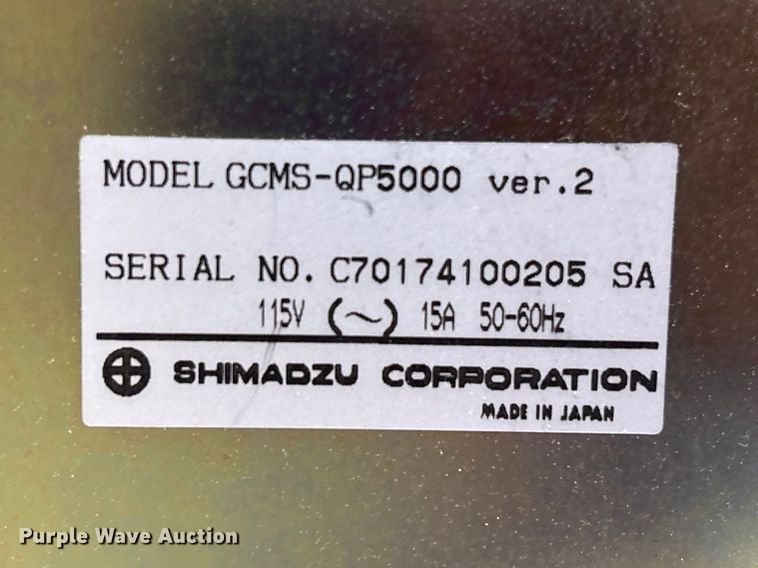 MODEL GCMS-QP5000 ver.2
SERIAL NO. C70174100205 SA
115V (~) 15A 50-60Hz
SHIMADZU CORPORATION
MADE IN JAPAN
Purple Wave Auction